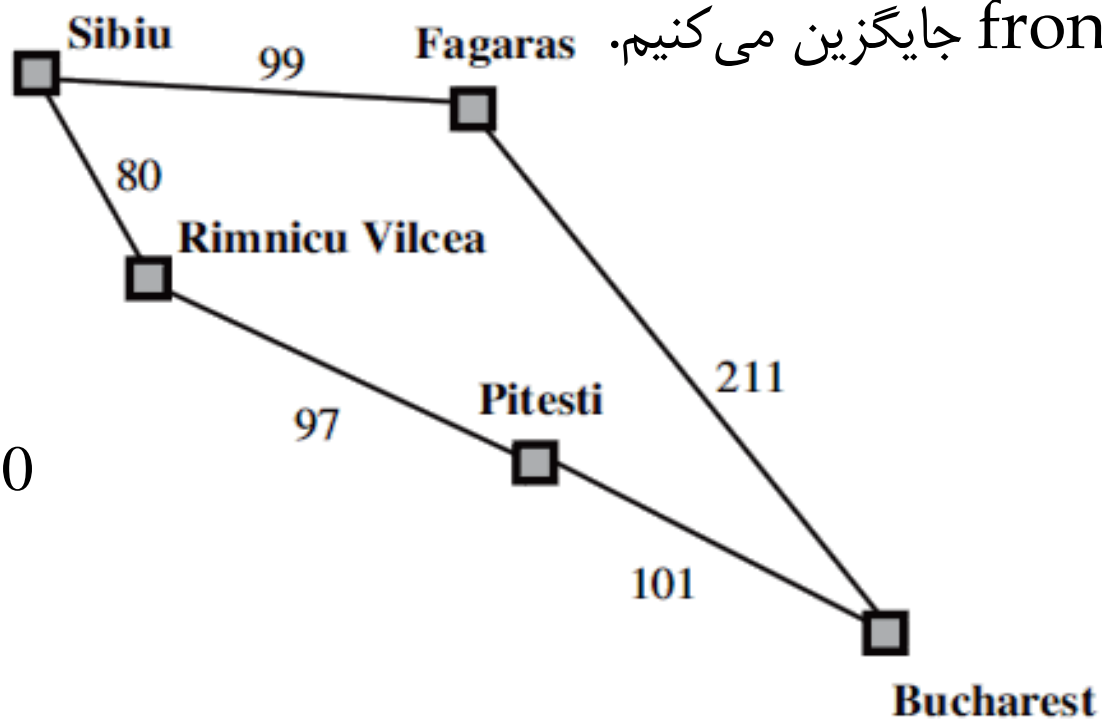 fron جایگزین می‌کنیم.
Sibiu
99
Fagaras
80
Rimnicu Vilcea
97
Pitesti
211
0
101
Bucharest